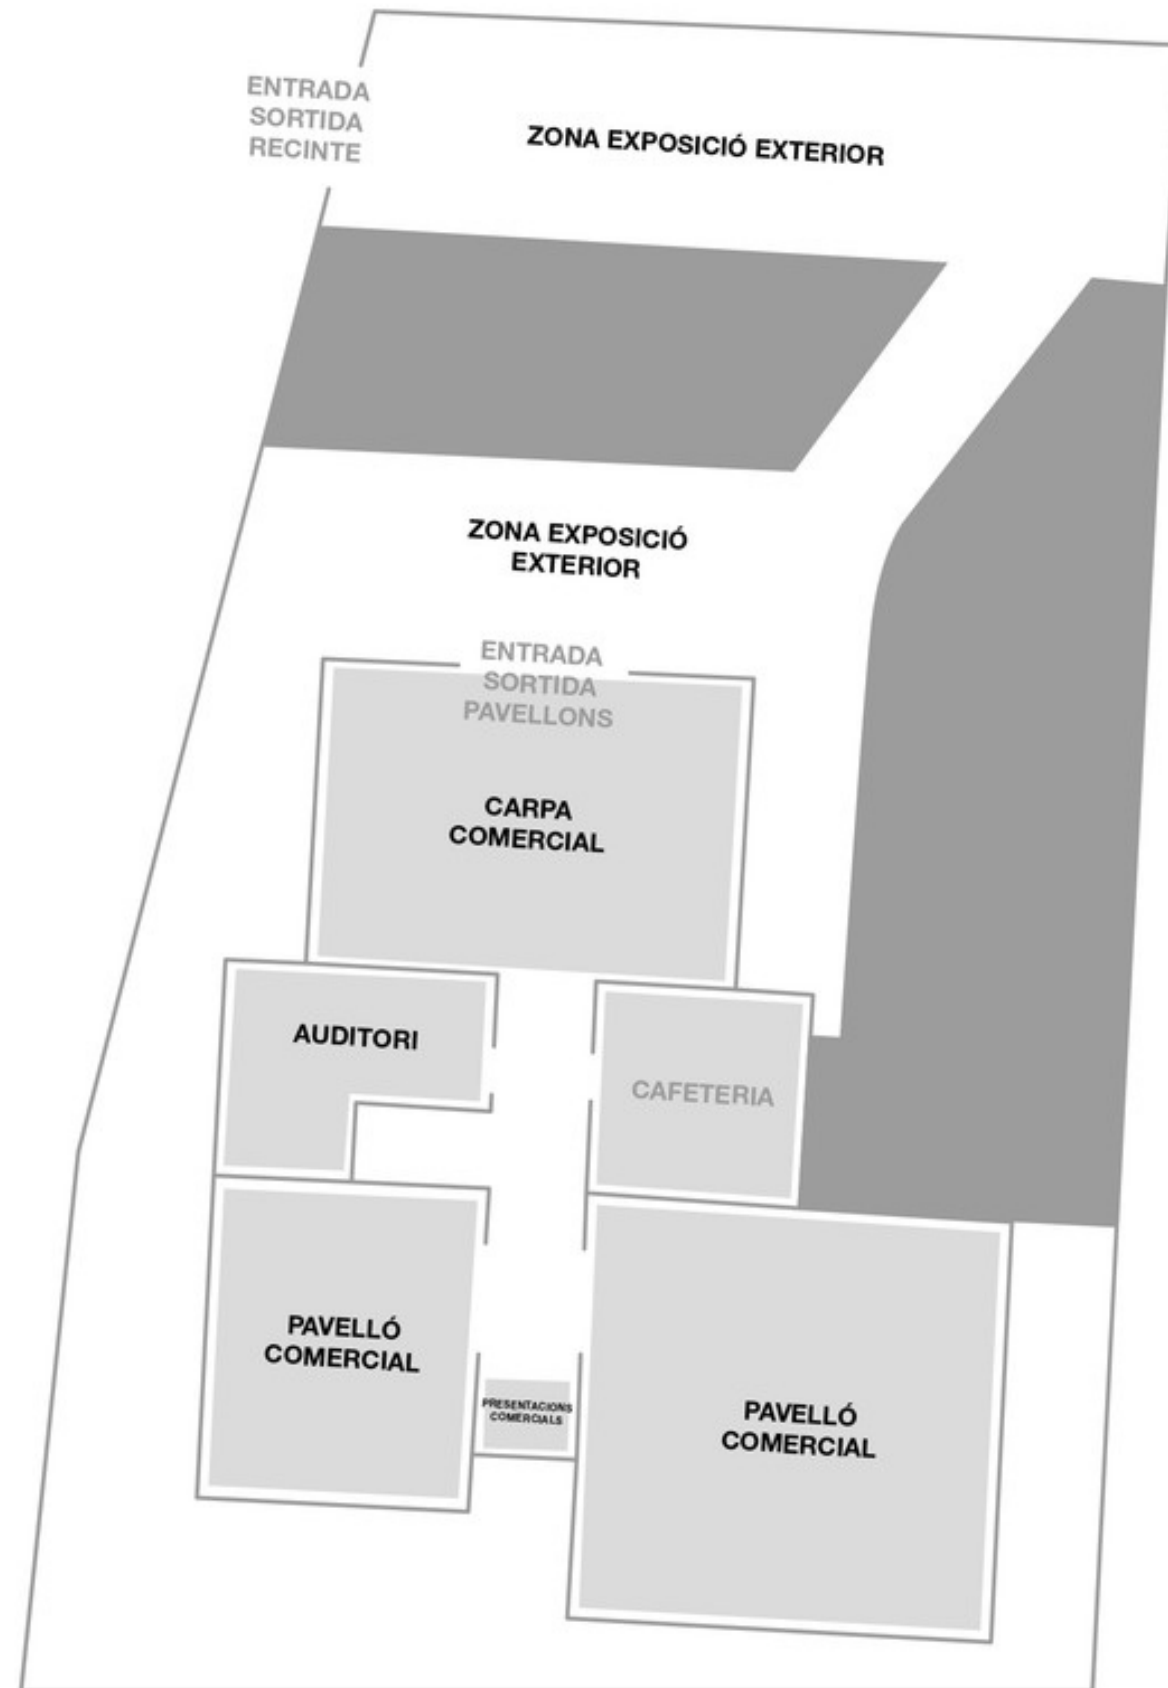 ENTRADA
SORTIDA
RECINTE
ZONA EXPOSICIÓ EXTERIOR
ZONA EXPOSICIÓ
EXTERIOR
ENTRADA
SORTIDA
PAVELLONS
CARPA
COMERCIAL
AUDITORI
CAFETERIA
PAVELLÓ
COMERCIAL
PRESENTACIONS
COMERCIALS
PAVELLÓ
COMERCIAL